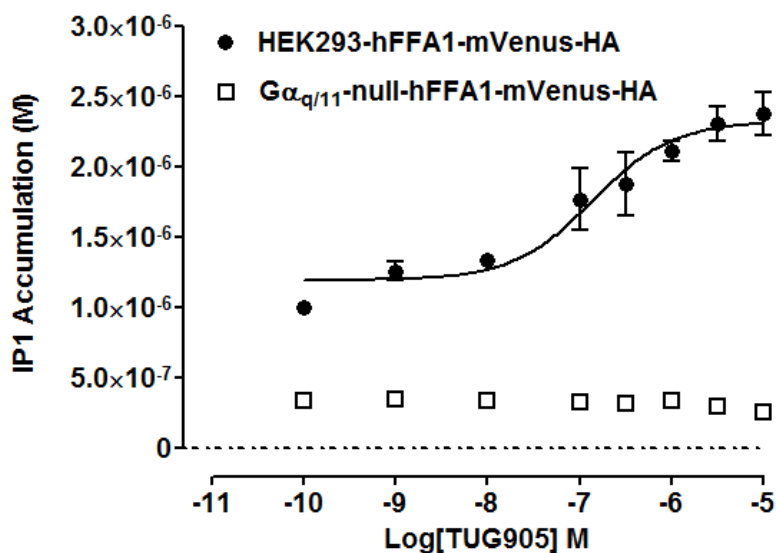 3.0×10⁻⁶
HEK293-hFFA1-mVenus-HA
2.5×10⁻⁶
Gα_q/11-null-hFFA1-mVenus-HA
2.0×10⁻⁶
1.5×10⁻⁶
1.0×10⁻⁶
5.0×10⁻⁷
0
IP1 Accumulation (M)
-11 -10 -9 -8 -7 -6 -5
Log[TUG905] M